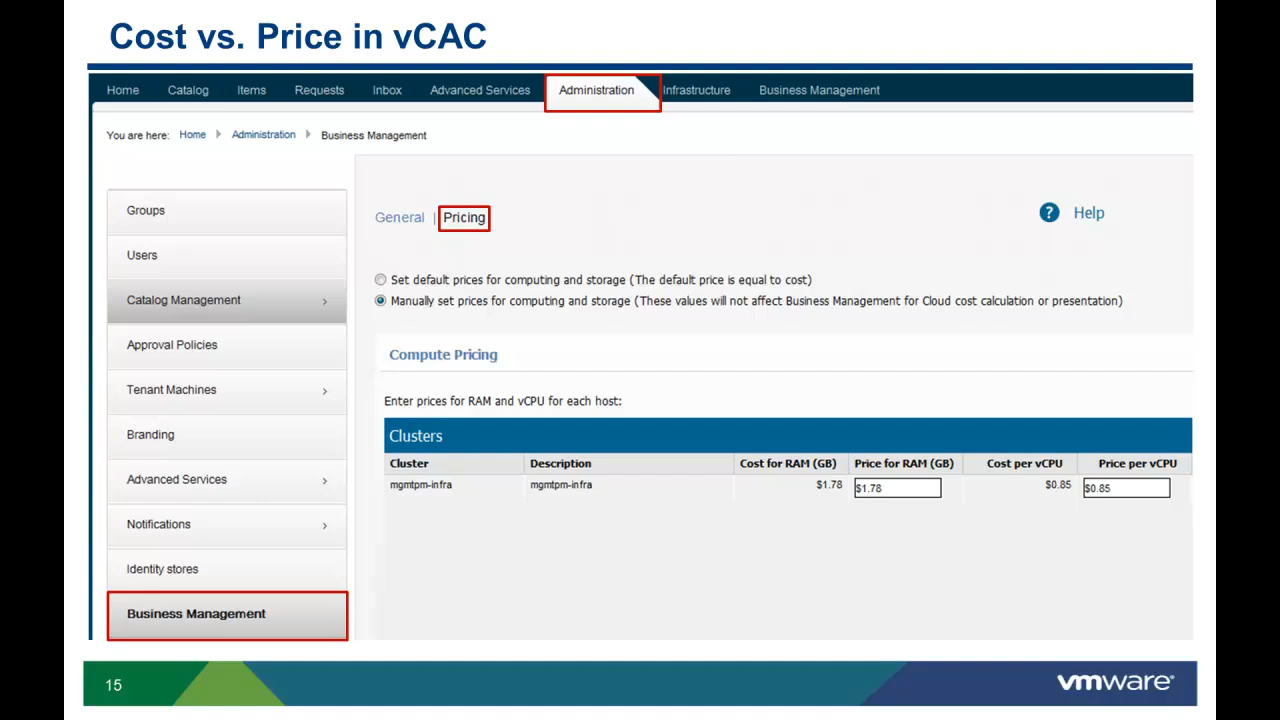 Cost vs. Price in vCAC
Home Catalog Items Requests Inbox Advanced Services Administration Infrastructure Business Management
You are here: Home Administration Business Management
Groups
Users
Catalog Management
Approval Policies
Tenant Machines
Branding
Advanced Services
Notifications
Identity stores
Business Management
General | Pricing
? Help
Set default prices for computing and storage (The default price is equal to cost)
Manually set prices for computing and storage (These values will not affect Business Management for Cloud cost calculation or presentation)
Compute Pricing
Enter prices for RAM and vCPU for each host:
Clusters
Cluster Description Cost for RAM (GB) Price for RAM (GB) Cost per vCPU Price per vCPU
mgmtpm-infra mgmtpm-infra $1.78 $1.78 $0.85 $0.85
15
vmware